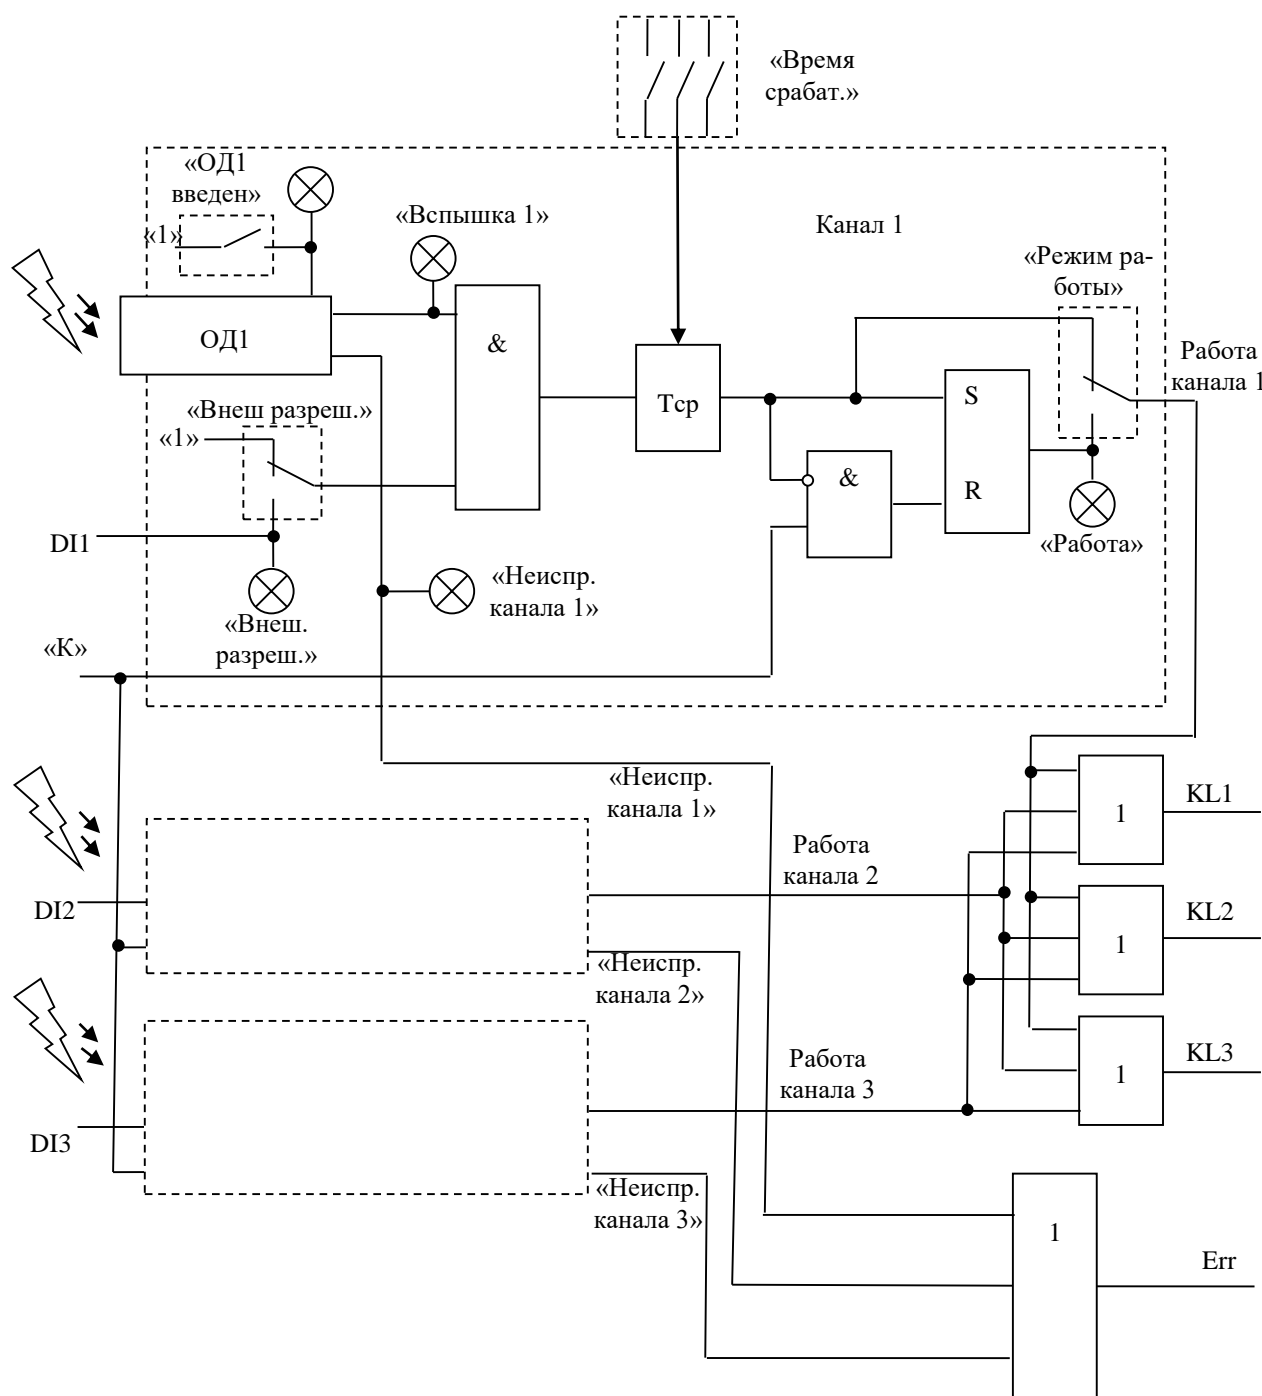 «Время
срабат.»
«ОД1
введен»
«1»
«Вспышка 1»
Канал 1
«Режим ра-
боты»
ОД1
&
Тср
S
R
Работа
канала 1
«Внеш разреш.»
«1»
&
DI1
«Работа»
«Неиспр.
канала 1»
«Внеш.
разреш.»
«К»
«Неиспр.
канала 1»
1
KL1
Работа
канала 2
DI2
1
KL2
«Неиспр.
канала 2»
Работа
канала 3
1
KL3
DI3
«Неиспр.
канала 3»
1
Err